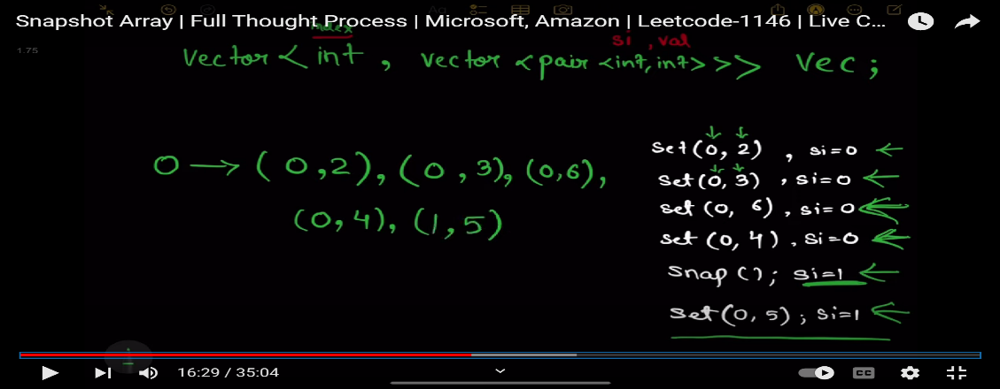 Snapshot Array | Full Thought Process | Microsoft, Amazon | Leetcode-1146 | Live C...
index
si , val
1.75
vector < int , vector <pair <int, int>>> vec ;
set (0, 2) , si=0
0 → (0,2), (0,3), (0,6),
set (0, 3) , si=0
set (0, 6) , si=0
(0,4), (1,5)
set (0, 4) , si=0
snap () ; si=1
set (0, 5) ; si=1
16:29 / 35:04
CC